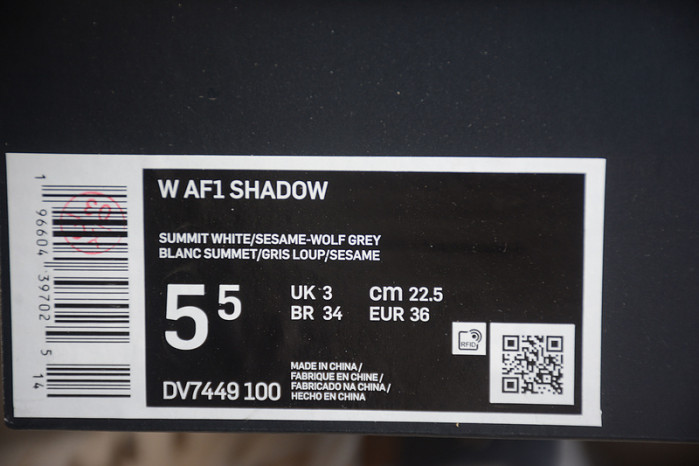 W AF1 SHADOW
SUMMIT WHITE/SESAME-WOLF GREY
BLANC SUMMET/GRIS LOUP/SESAME
5 5
UK 3 cm 22.5
BR 34 EUR 36
RFID
DV7449 100
MADE IN CHINA /
FABRIQUE EN CHINE /
FABRICADO NA CHINA /
HECHO EN CHINA
1 96604 39702 5 14